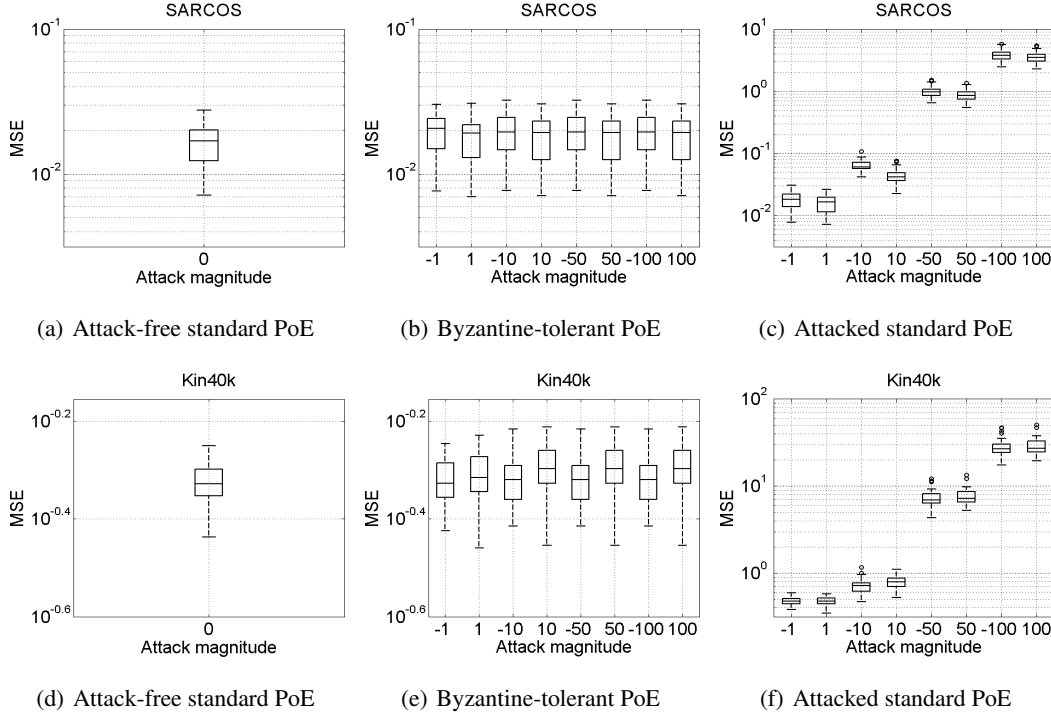 SARCOS
10^-1
10^-2
MSE
0
Attack magnitude
(a) Attack-free standard PoE
SARCOS
10^-1
10^-2
MSE
-1 1 -10 10 -50 50 -100 100
Attack magnitude
(b) Byzantine-tolerant PoE
SARCOS
10^1
10^0
10^-1
10^-2
MSE
-1 1 -10 10 -50 50 -100 100
Attack magnitude
(c) Attacked standard PoE
Kin40k
10^-0.2
10^-0.4
10^-0.6
MSE
0
Attack magnitude
(d) Attack-free standard PoE
Kin40k
10^-0.2
10^-0.4
10^-0.6
MSE
-1 1 -10 10 -50 50 -100 100
Attack magnitude
(e) Byzantine-tolerant PoE
Kin40k
10^2
10^1
10^0
MSE
-1 1 -10 10 -50 50 -100 100
Attack magnitude
(f) Attacked standard PoE